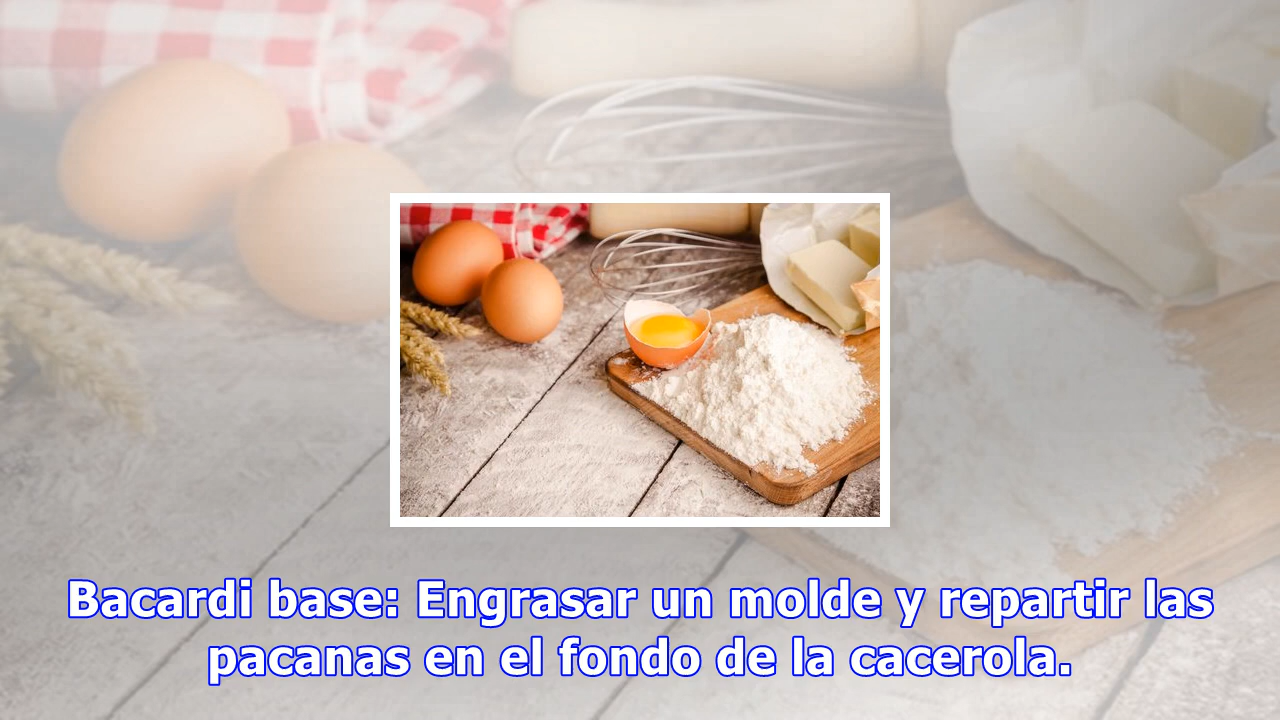 Bacardi base: Engrasar un molde y repartir las
pacanas en el fondo de la cacerola.